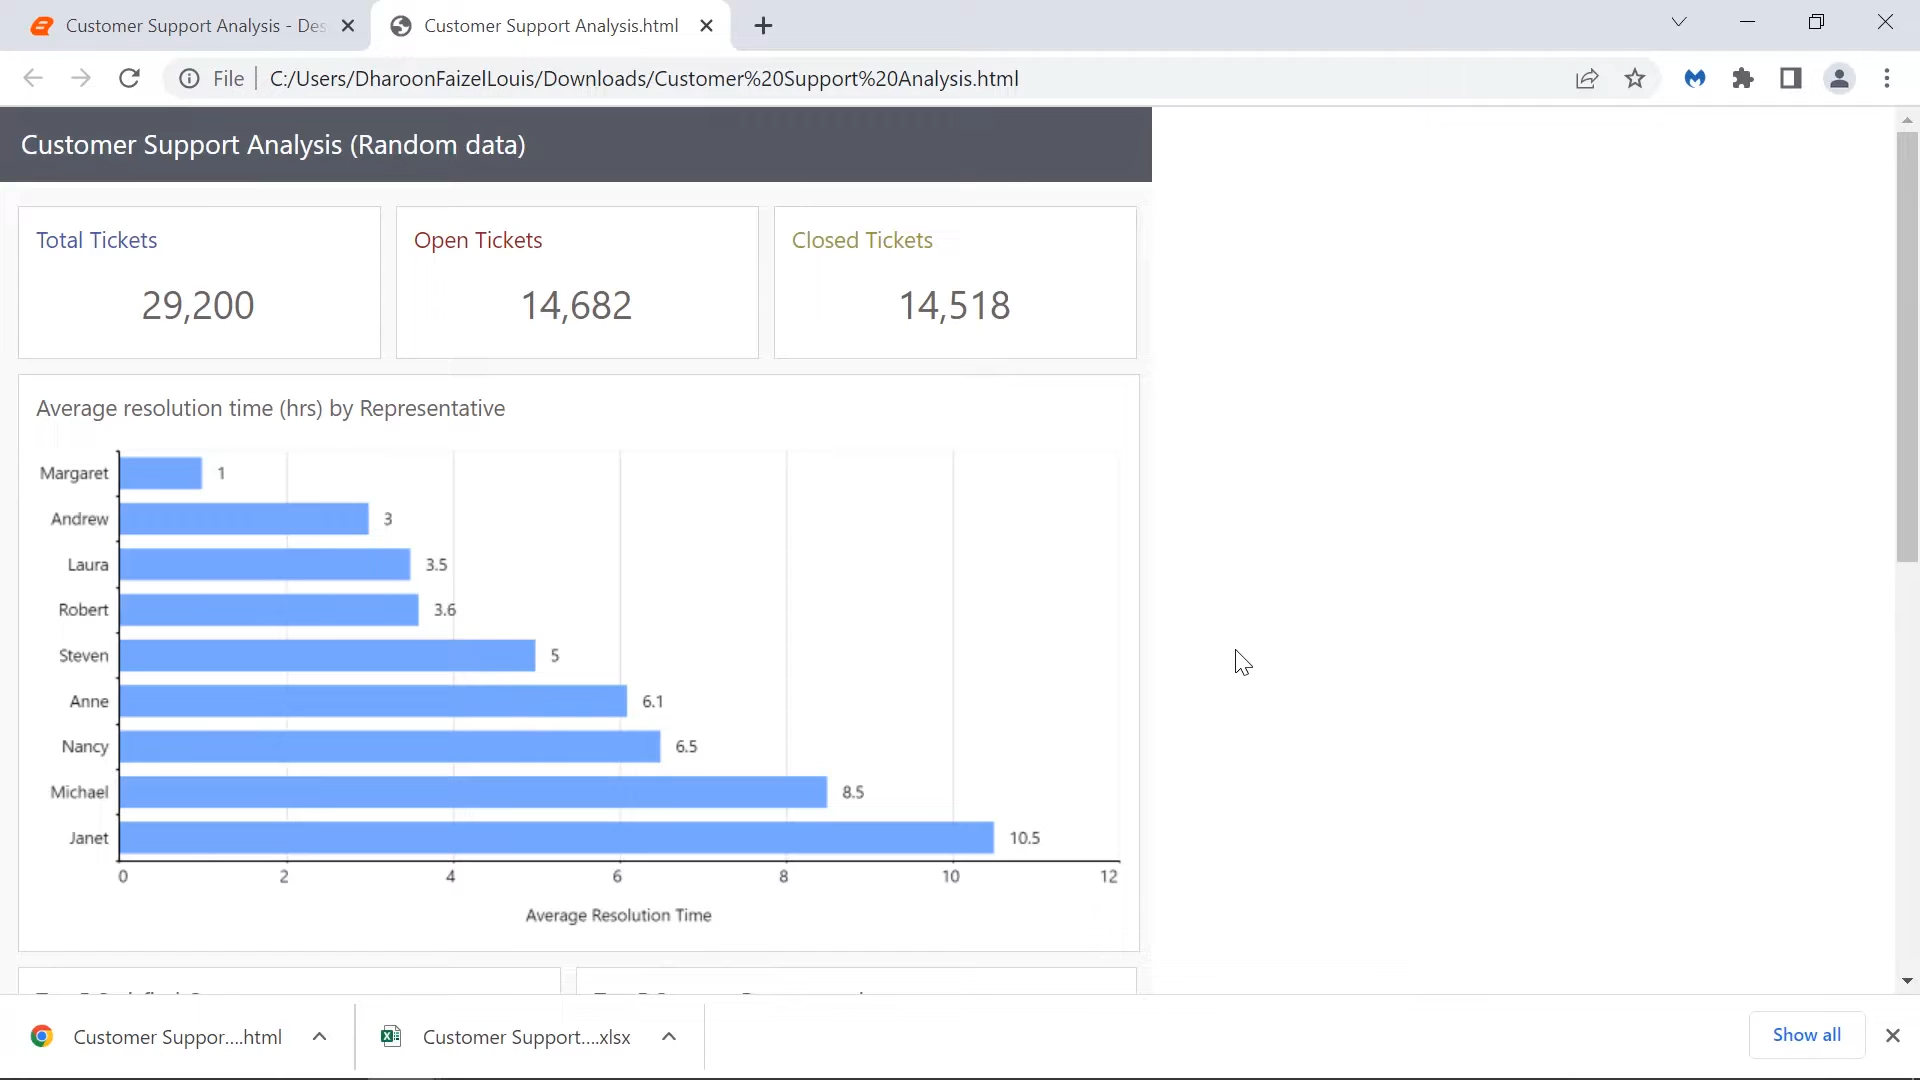 Customer Support Analysis - Des
Customer Support Analysis.html
File
C:/Users/DharoonFaizelLouis/Downloads/Customer%20Support%20Analysis.html
Customer Support Analysis (Random data)
Total Tickets
29,200
Open Tickets
14,682
Closed Tickets
14,518
Average resolution time (hrs) by Representative
Margaret 1
Andrew 3
Laura 3.5
Robert 3.6
Steven 5
Anne 6.1
Nancy 6.5
Michael 8.5
Janet 10.5
0 2 4 6 8 10 12
Average Resolution Time
Customer Suppor....html
Customer Support....xlsx
Show all